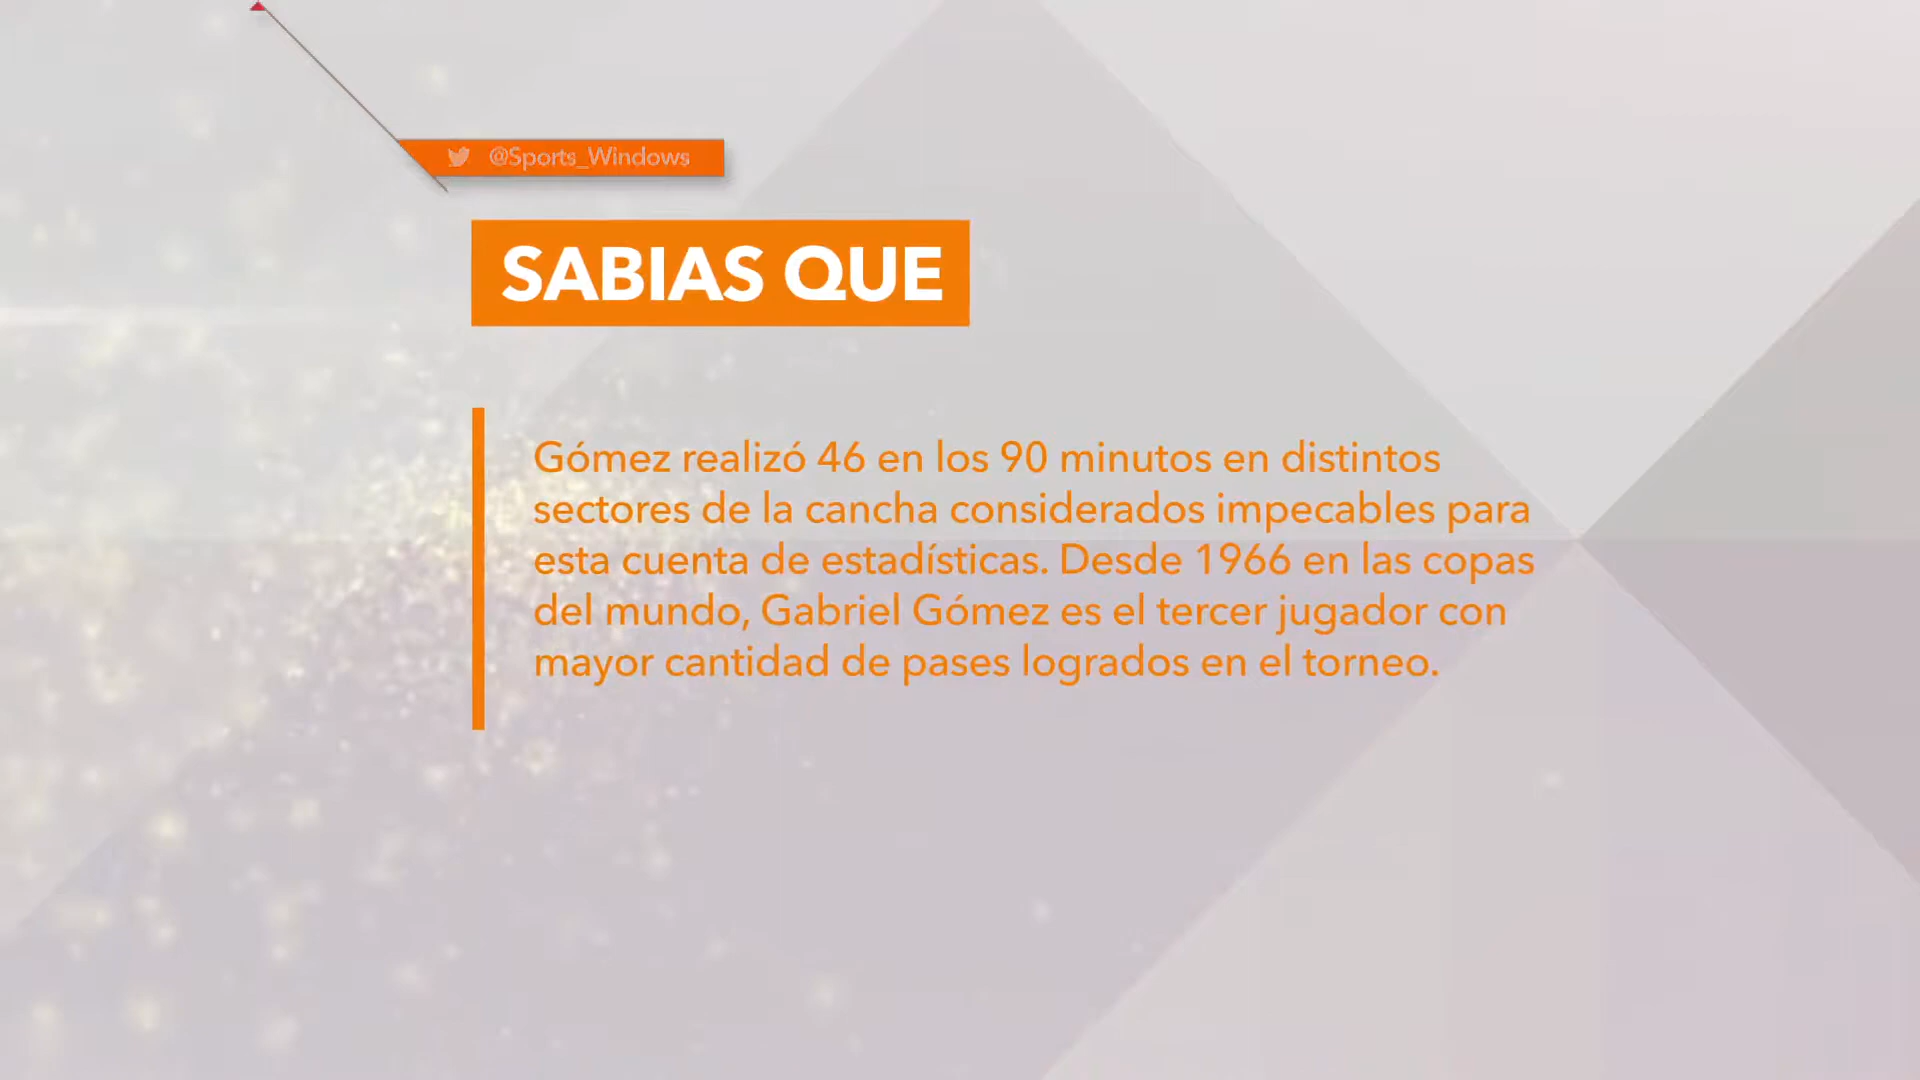 @Sports_Windows
SABIAS QUE
Gómez realizó 46 en los 90 minutos en distintos
sectores de la cancha considerados impecables para
esta cuenta de estadísticas. Desde 1966 en las copas
del mundo, Gabriel Gómez es el tercer jugador con
mayor cantidad de pases logrados en el torneo.